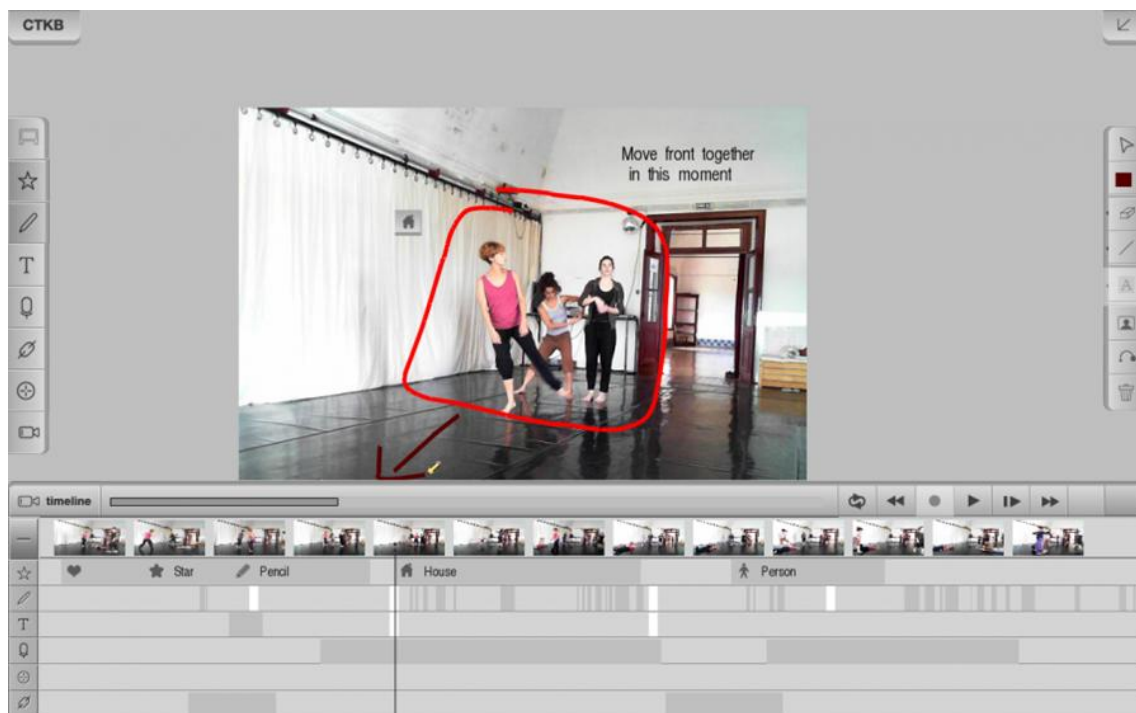 CTKB
Move front together
in this moment
T
timeline
A
Star
Pencil
House
Person
T